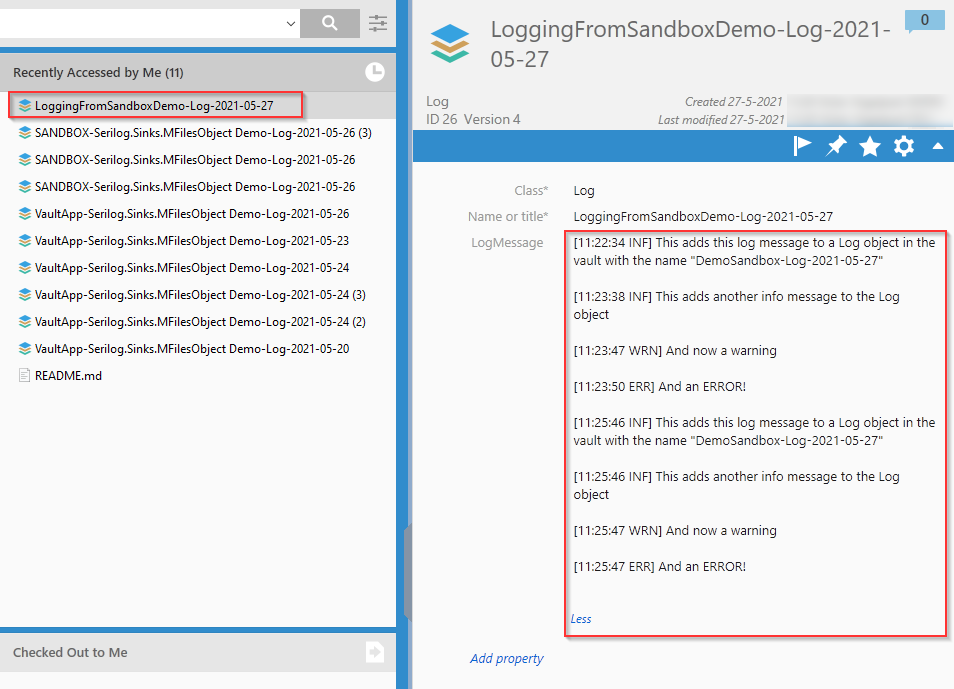 Recently Accessed by Me (11)
LoggingFromSandboxDemo-Log-2021-05-27
SANDBOX-Serilog.Sinks.MFilesObject Demo-Log-2021-05-26 (3)
SANDBOX-Serilog.Sinks.MFilesObject Demo-Log-2021-05-26
SANDBOX-Serilog.Sinks.MFilesObject Demo-Log-2021-05-26
VaultApp-Serilog.Sinks.MFilesObject Demo-Log-2021-05-26
VaultApp-Serilog.Sinks.MFilesObject Demo-Log-2021-05-23
VaultApp-Serilog.Sinks.MFilesObject Demo-Log-2021-05-24
VaultApp-Serilog.Sinks.MFilesObject Demo-Log-2021-05-24 (3)
VaultApp-Serilog.Sinks.MFilesObject Demo-Log-2021-05-24 (2)
VaultApp-Serilog.Sinks.MFilesObject Demo-Log-2021-05-20
README.md
Checked Out to Me
0
LoggingFromSandboxDemo-Log-2021-
05-27
Log Created 27-5-2021
ID 26 Version 4 Last modified 27-5-2021
Class* Log
Name or title* LoggingFromSandboxDemo-Log-2021-05-27
LogMessage [11:22:34 INF] This adds this log message to a Log object in the
vault with the name "DemoSandbox-Log-2021-05-27"
[11:23:38 INF] This adds another info message to the Log
object
[11:23:47 WRN] And now a warning
[11:23:50 ERR] And an ERROR!
[11:25:46 INF] This adds this log message to a Log object in the
vault with the name "DemoSandbox-Log-2021-05-27"
[11:25:46 INF] This adds another info message to the Log
object
[11:25:47 WRN] And now a warning
[11:25:47 ERR] And an ERROR!
Less
Add property